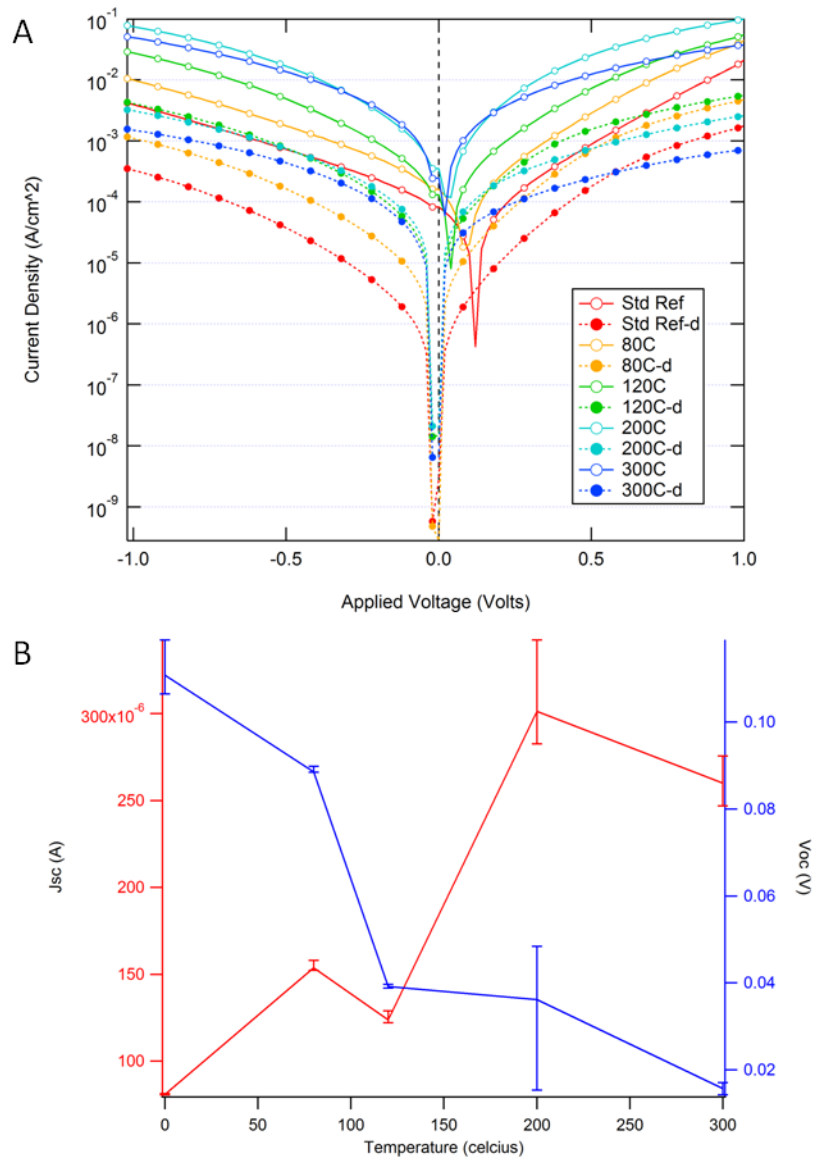 A
10^-1
10^-2
10^-3
10^-4
10^-5
10^-6
10^-7
10^-8
10^-9
Current Density (A/cm^2)
Std Ref
Std Ref-d
80C
80C-d
120C
120C-d
200C
200C-d
300C
300C-d
-1.0 -0.5 0.0 0.5 1.0
Applied Voltage (Volts)
B
300x10^-6
250
200
150
100
Jsc (A)
0.10
0.08
0.06
0.04
0.02
Voc (V)
0 50 100 150 200 250 300
Temperature (celcius)